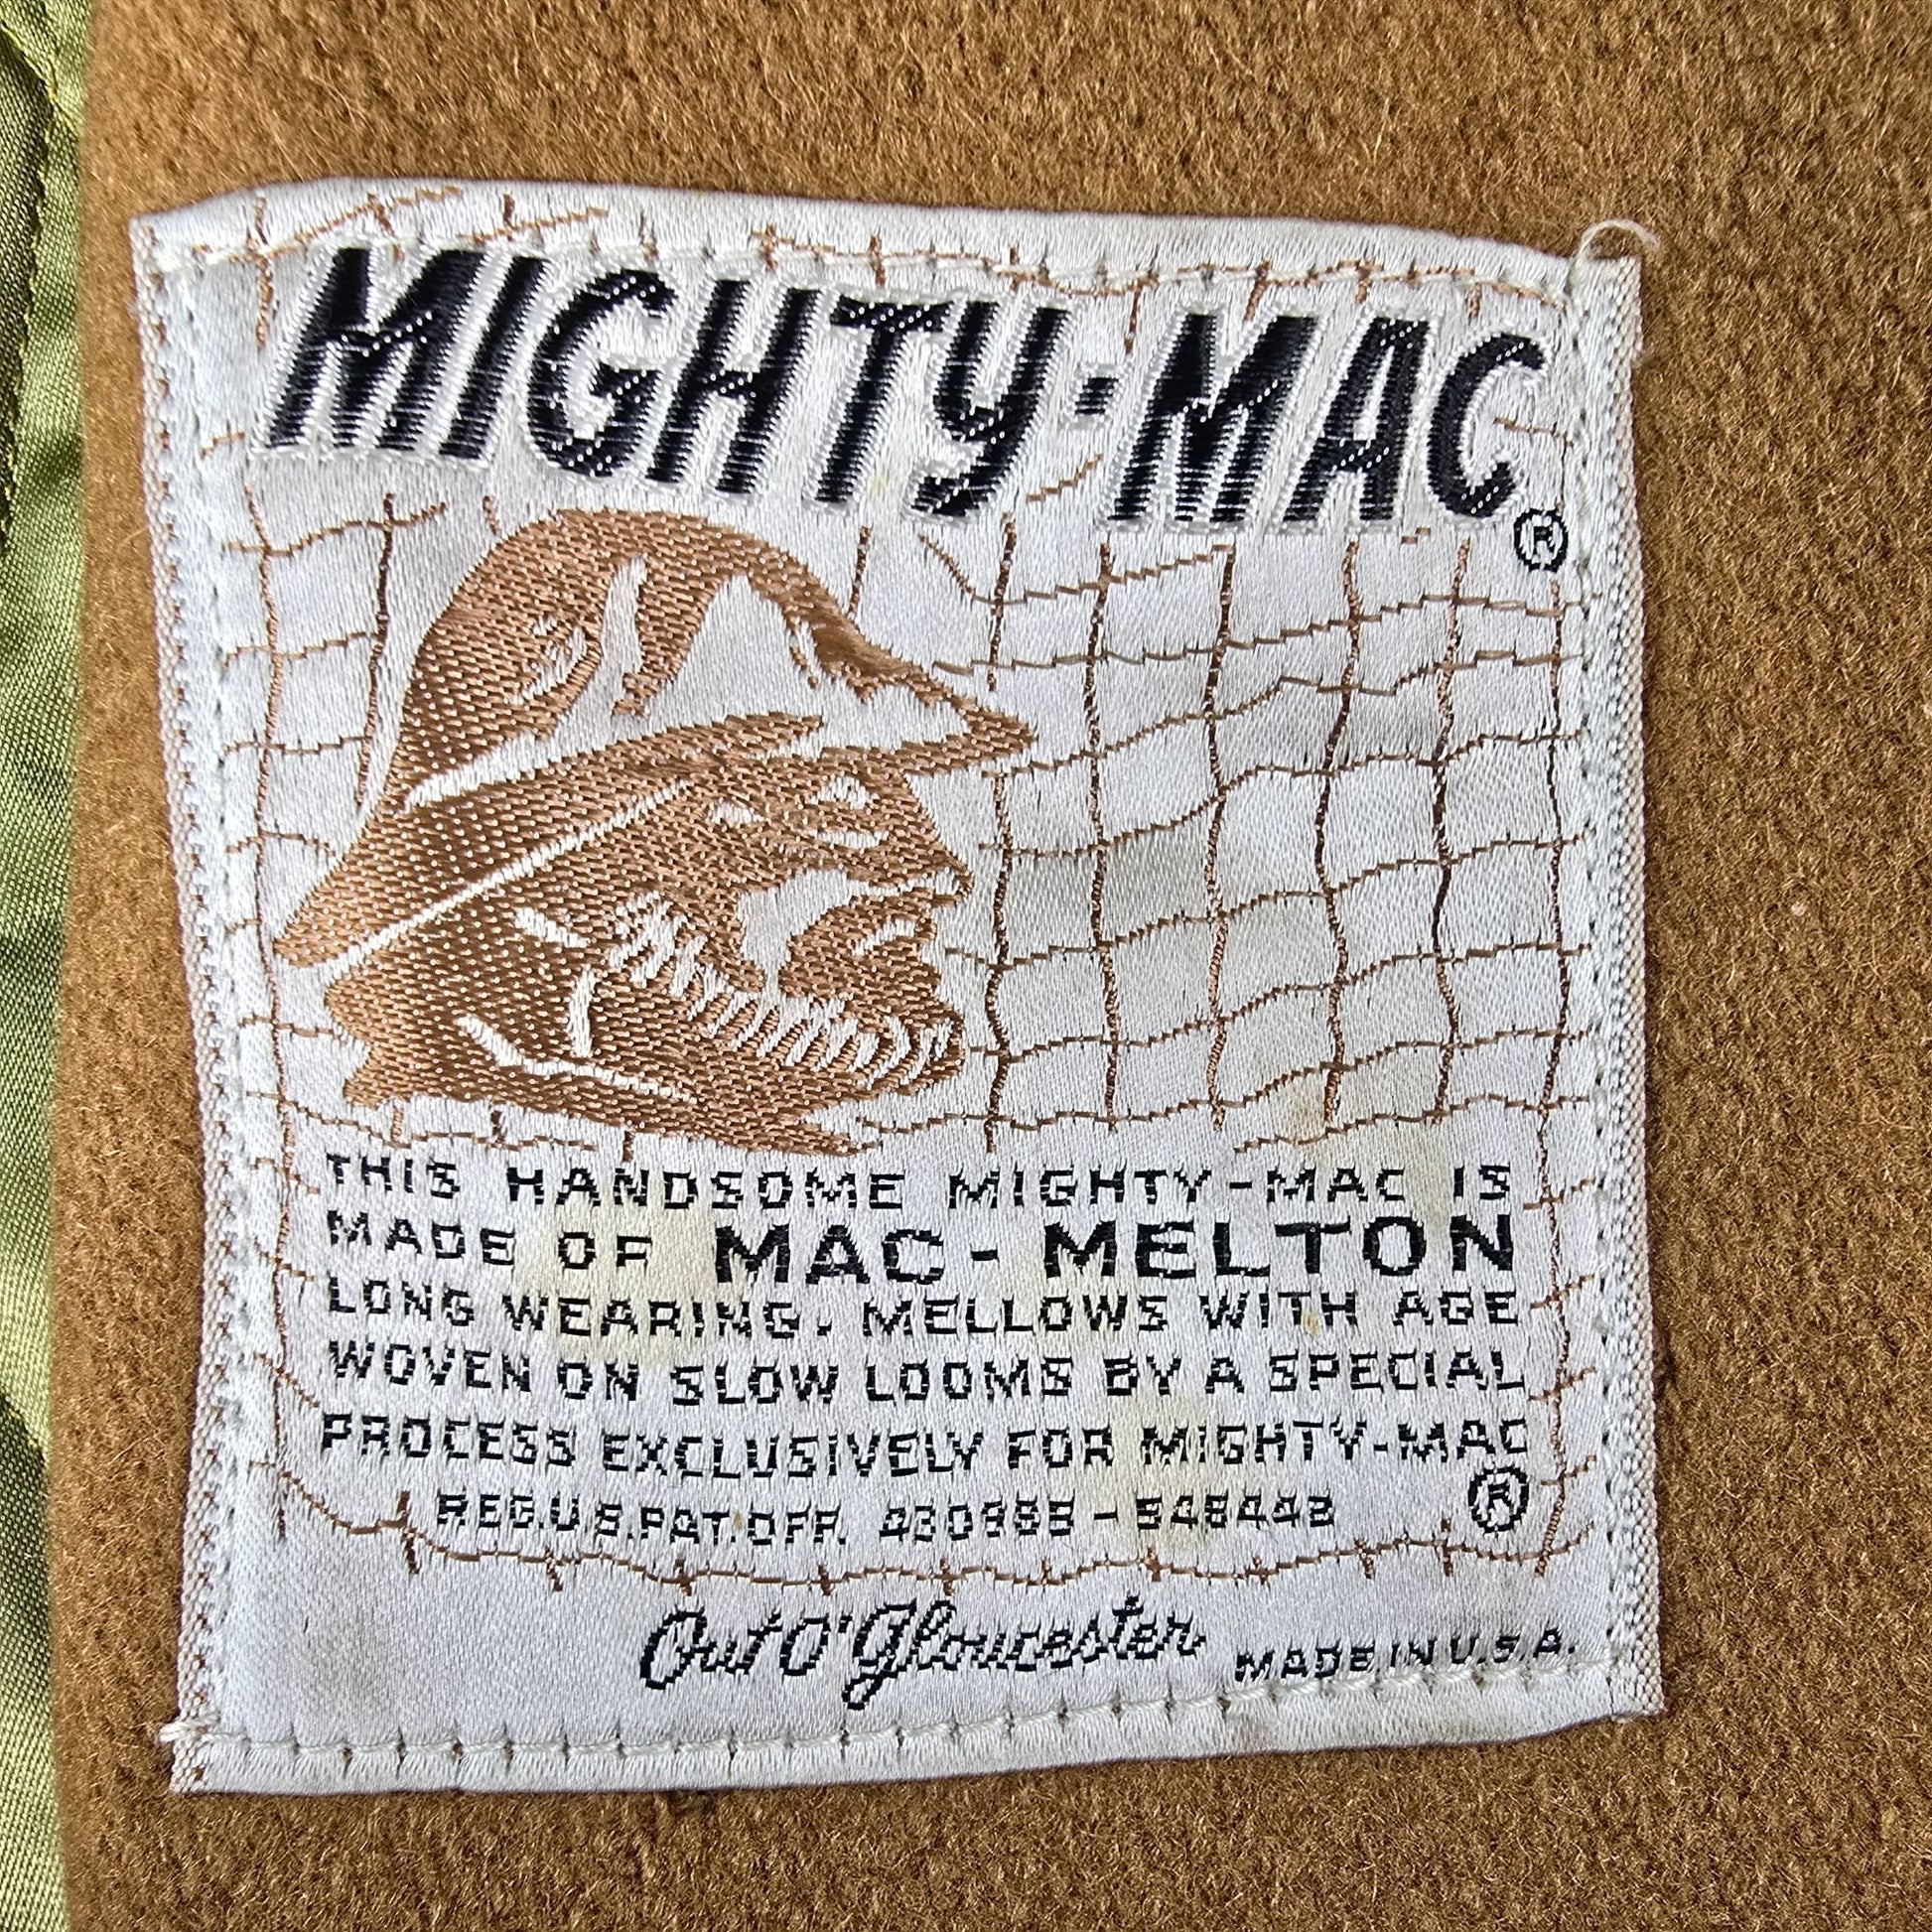 MIGHTY-MAC
®
THIS HANDSOME MIGHTY-MAC IS
MADE OF MAC-MELTON
LONG WEARING. MELLOWS WITH AGE
WOVEN ON SLOW LOOMS BY A SPECIAL
PROCESS EXCLUSIVELY FOR MIGHTY-MAC
®
REG.U.S.PAT.OFF.
Out O'Gloucester MADE IN U.S.A.